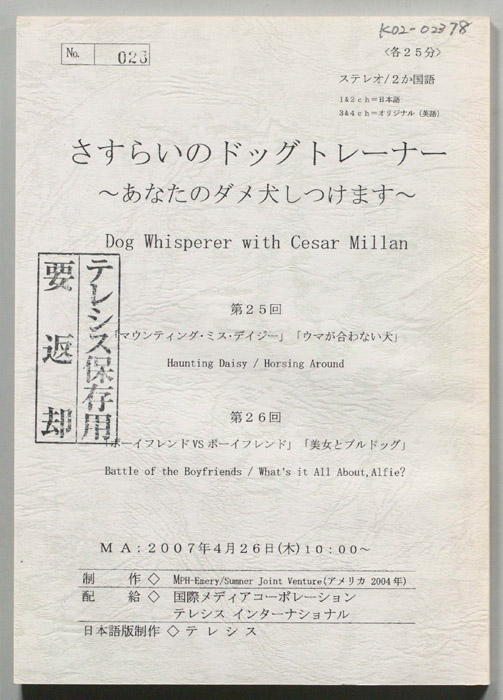 K02-02378
No. 026
〈各25分〉
ステレオ/2か国語
1&2ch=日本語
3&4ch=オリジナル(英語)
さすらいのドッグトレーナー
~あなたのダメ犬しつけます~
Dog Whisperer with Cesar Millan
テレシス保存用
要返却
第25回
「マウンティング・ミス・デイジー」「ウマが合わない犬」
Haunting Daisy / Horsing Around
第26回
「ボーイフレンドVSボーイフレンド」「美女とブルドッグ」
Battle of the Boyfriends / What's it All About,Alfie?
MA:2007年4月26日(木)10:00~
制 作◇ MPH-Emery/Sumner Joint Venture(アメリカ 2004年)
配 給◇ 国際メディアコーポレーション
テレシス インターナショナル
日本語版制作◇テレシス